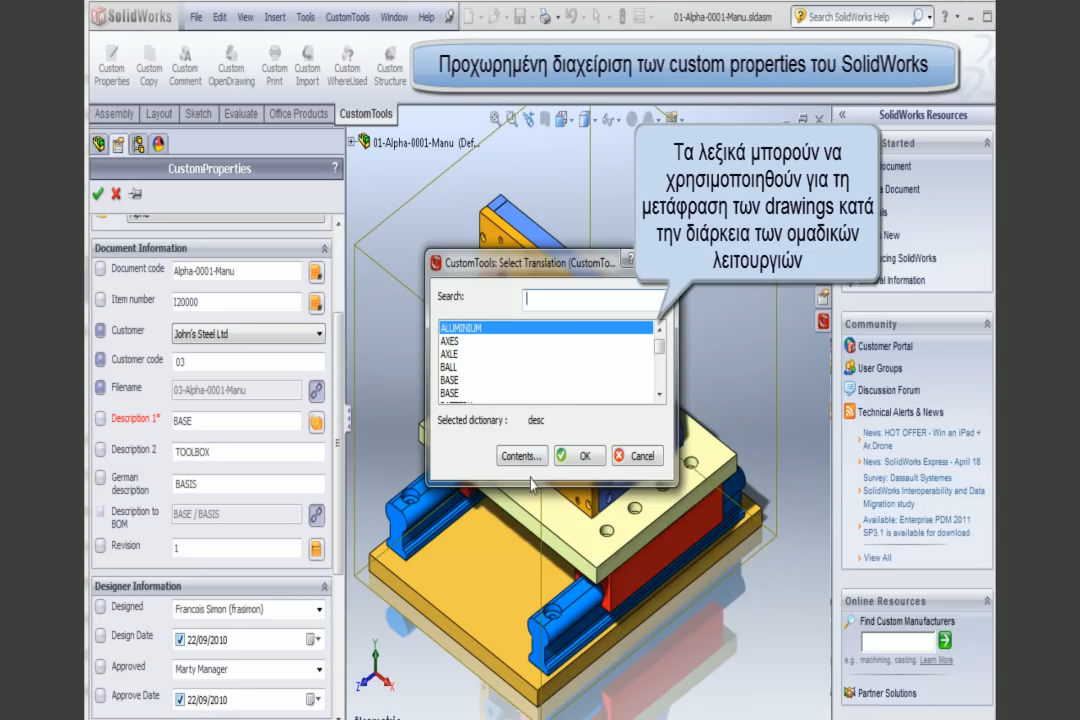 SolidWorks File Edit View Insert Tools CustomTools Window Help 01-Alpha-0001-Manu.sldasm Search SolidWorks Help
Custom Properties
Custom Copy
Custom Comment
Custom OpenDrawing
Custom Print
Custom Import
Custom WhereUsed
Custom Structure
Προχωρημένη διαχείριση των custom properties του SolidWorks
Assembly Layout Sketch Evaluate Office Products CustomTools
01-Alpha-0001-Manu (Def...
CustomProperties ?
Document Information
Document code Alpha-0001-Manu
Item number I20000
Customer John's Steel Ltd
Customer code 03
Filename 03-Alpha-0001-Manu
Description 1* BASE
Description 2 TOOLBOX
German description BASIS
Description to BOM BASE / BASIS
Revision 1
Designer Information
Designed Francois Simon (frasimon)
Design Date 22/09/2010
Approved Marty Manager
Approve Date 22/09/2010
Τα λεξικά μπορούν να
χρησιμοποιηθούν για τη
μετάφραση των drawings κατά
την διάρκεια των ομαδικών
λειτουργιών
CustomTools: Select Translation (CustomTo...
Search:
ALUMINIUM
AXES
AXLE
BALL
BASE
BASE
Selected dictionary : desc
Contents... OK Cancel
SolidWorks Resources
Started
Document
New
Information
Community
Customer Portal
User Groups
Discussion Forum
Technical Alerts & News
News: HOT OFFER - Win an iPad +
Ar.Drone
News: SolidWorks Express - April 18
Survey: Dassault Systemes
SolidWorks Interoperability and Data
Migration study
Available: Enterprise PDM 2011
SP3.1 is available for download
View All
Online Resources
Find Custom Manufacturers
e.g., machining, casting. Learn More
Partner Solutions